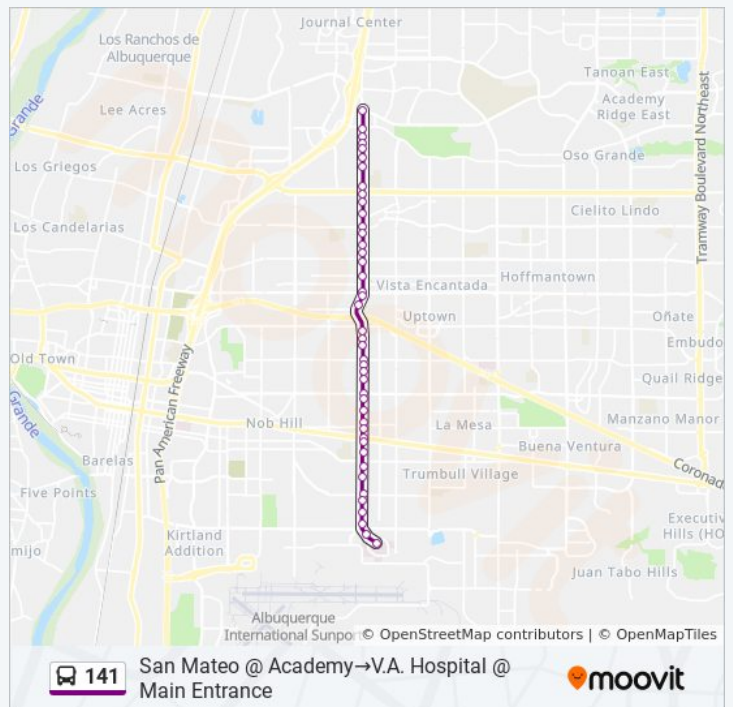 Journal Center
Los Ranchos de
Albuquerque
Tanoan East
Grande
Lee Acres
Academy
Ridge East
Tramway Boulevard Northeast
Los Griegos
Oso Grande
Cielito Lindo
Los Candelarias
Vista Encantada
Hoffmantown
Uptown
Oñate
Embudo
Old Town
Pan American Freeway
Quail Ridge
Grande
Nob Hill
La Mesa
Manzano Manor
Buena Ventura
Barelas
Trumbull Village
Coronad
Five Points
Executiv
Hills (HO
Kirtland
Addition
mijo
Juan Tabo Hills
Albuquerque
International Sunpo
© OpenStreetMap contributors | © OpenMapTiles
141
San Mateo @ Academy→V.A. Hospital @
Main Entrance
moovit